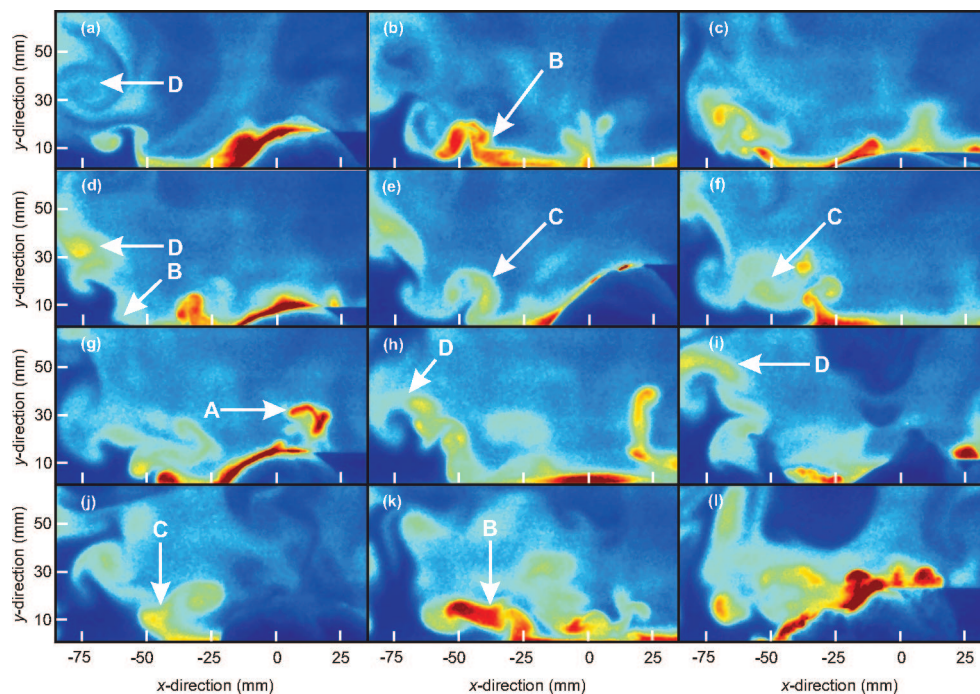 (a) (b) (c)
y-direction (mm) 50 30 10
D
B
(d) (e) (f)
y-direction (mm) 50 30 10
D
B
C
C
(g) (h) (i)
y-direction (mm) 50 30 10
A
D
D
(j) (k) (l)
y-direction (mm) 50 30 10
C
B
-75 -50 -25 0 25 -75 -50 -25 0 25 -75 -50 -25 0 25
x-direction (mm) x-direction (mm) x-direction (mm)